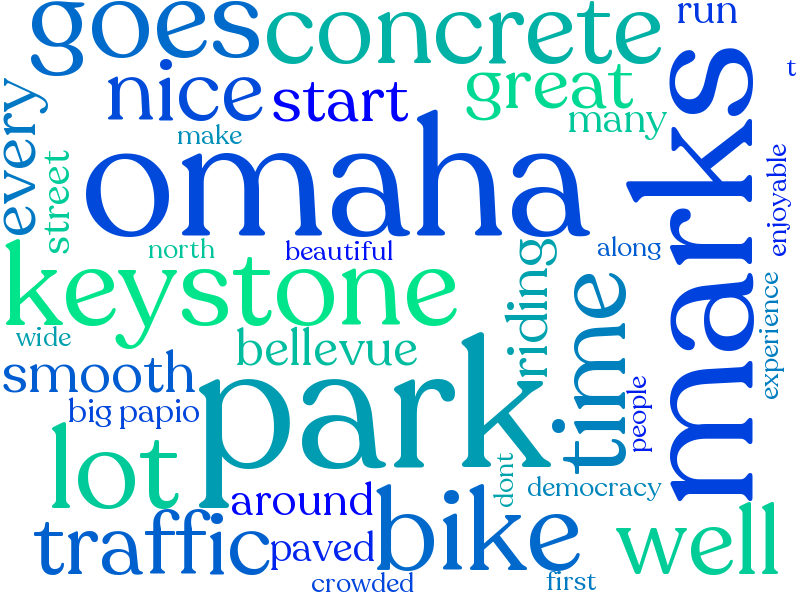 goes
concrete
run
t
nice
start
great
many
marks
every
make
street
omaha
enjoyable
north
beautiful
along
keystone
riding
time
experience
wide
bellevue
smooth
park
people
big papio
lot
dont
democracy
around
bike
well
traffic
paved
crowded
first